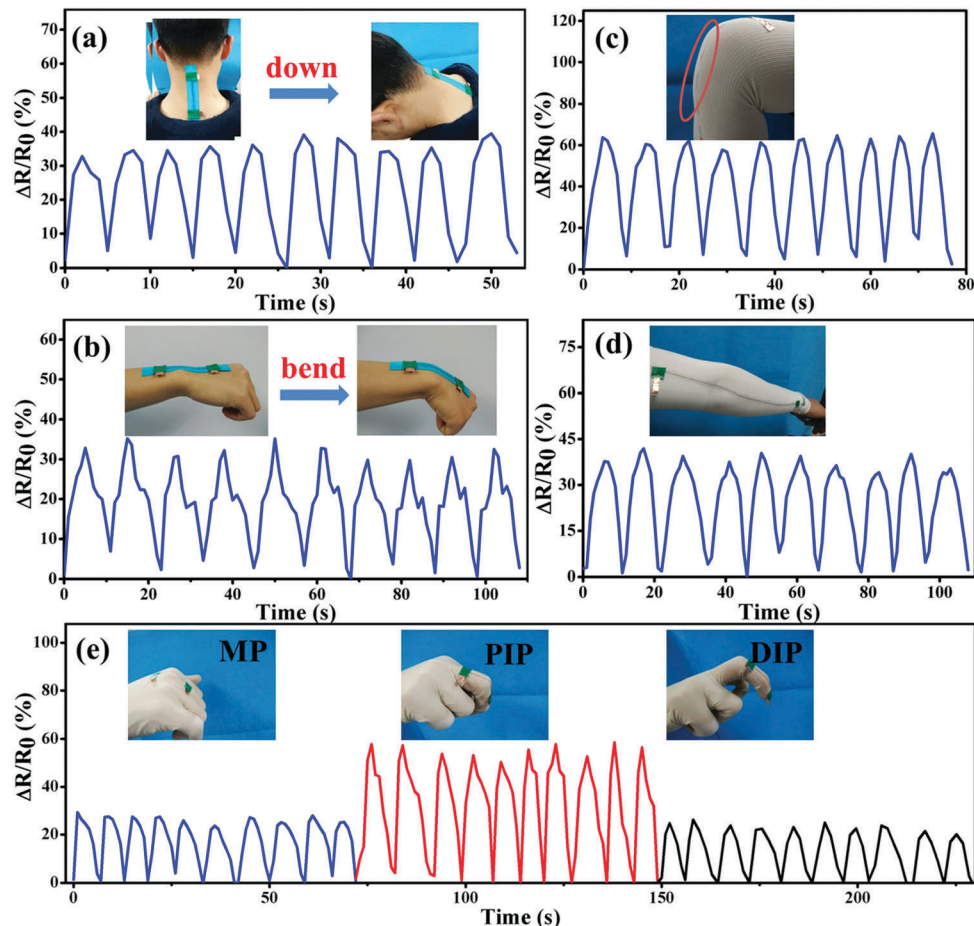 (a)
down
ΔR/R0 (%)
70
60
50
40
30
20
10
0
0 10 20 30 40 50
Time (s)
(c)
ΔR/R0 (%)
120
100
80
60
40
20
0
0 20 40 60 80
Time (s)
(b)
bend
ΔR/R0 (%)
60
50
40
30
20
10
0
0 20 40 60 80 100
Time (s)
(d)
ΔR/R0 (%)
75
60
45
30
15
0
0 20 40 60 80 100
Time (s)
(e)
MP PIP DIP
ΔR/R0 (%)
100
80
60
40
20
0
0 50 100 150 200
Time (s)